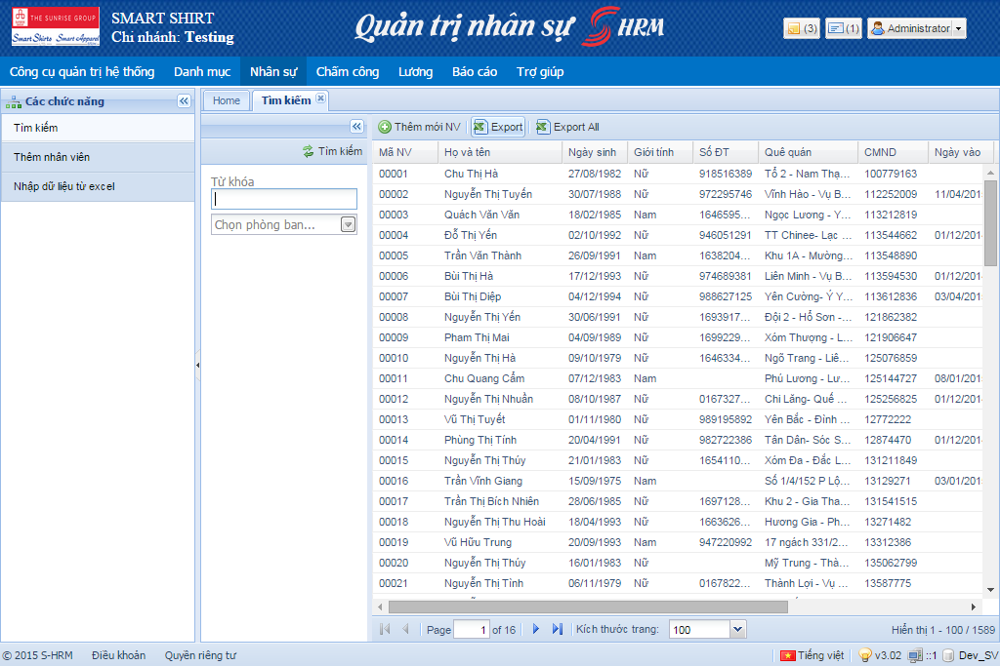 THE SUNRISE GROUP
Smart Shirts Smart Apparel
SMART SHIRT
Chi nhánh: Testing
Quản trị nhân sự S HRM
(3) (1) Administrator
Công cụ quản trị hệ thống Danh mục Nhân sự Chấm công Lương Báo cáo Trợ giúp
Các chức năng
Tìm kiếm
Thêm nhân viên
Nhập dữ liệu từ excel
Home Tìm kiếm
Tìm kiếm
Từ khóa
Chọn phòng ban...
Thêm mới NV Export Export All
Mã NV Họ và tên Ngày sinh Giới tính Số ĐT Quê quán CMND Ngày vào
00001 Chu Thị Hà 27/08/1982 Nữ 918516389 Tổ 2 - Nam Thạ... 100779163
00002 Nguyễn Thị Tuyến 30/07/1988 Nữ 972295746 Vĩnh Hào - Vụ B... 112252009 11/04/201
00003 Quách Văn Văn 18/02/1985 Nam 1646595... Ngọc Lương - Y... 113212819
00004 Đỗ Thị Yến 02/10/1992 Nữ 946051291 TT Chinee- Lạc ... 113544662 01/12/201
00005 Trần Văn Thành 26/09/1991 Nam 1638204... Khu 1A - Mường... 113548890
00006 Bùi Thị Hà 17/12/1993 Nữ 974689381 Liên Minh - Vụ B... 113594530 01/12/201
00007 Bùi Thị Diệp 04/12/1994 Nữ 988627125 Yên Cường- Ý Y... 113612836 03/04/201
00008 Nguyễn Thị Yến 30/06/1991 Nữ 1693917... Đội 2 - Hổ Sơn -... 121862382
00009 Pham Thị Mai 04/09/1989 Nữ 1699229... Xóm Thượng - L... 121906647
00010 Nguyễn Thị Hà 09/10/1979 Nữ 1646334... Ngõ Trang - Liê... 125076859
00011 Chu Quang Cẩm 07/12/1983 Nam Phú Lương - Lư... 125144727 08/01/201
00012 Nguyễn Thị Nhuần 08/10/1987 Nữ 0167327... Chi Lăng- Quế ... 125256825 01/12/201
00013 Vũ Thị Tuyết 01/11/1980 Nữ 989195892 Yên Bắc - Đình ... 12772222
00014 Phùng Thị Tính 20/04/1991 Nữ 982722386 Tân Dân- Sóc S... 12874470 01/12/201
00015 Nguyễn Thị Thúy 21/01/1983 Nữ 1654110... Xóm Đa - Đắc L... 131211849
00016 Trần Vĩnh Giang 15/09/1975 Nam Số 1/4/152 P Lộ... 13129271 03/01/201
00017 Trần Thị Bích Nhiên 28/06/1985 Nữ 1697128... Khu 2 - Gia Tha... 131541515
00018 Nguyễn Thị Thu Hoài 18/04/1993 Nữ 1663626... Hương Gia - Ph... 13271482
00019 Vũ Hữu Trung 20/09/1993 Nam 947220992 17 ngách 331/2... 13312386
00020 Nguyễn Thị Thúy 16/01/1983 Nữ Mỹ Trung - Thà... 135062799
00021 Nguyễn Thị Tỉnh 06/11/1979 Nữ 0167822... Thành Lợi - Vụ ... 13587775
Page 1 of 16 Kích thước trang: 100 Hiển thị 1 - 100 / 1589
© 2015 S-HRM Điều khoản Quyền riêng tư Tiếng việt v3.02 ::1 Dev_SV